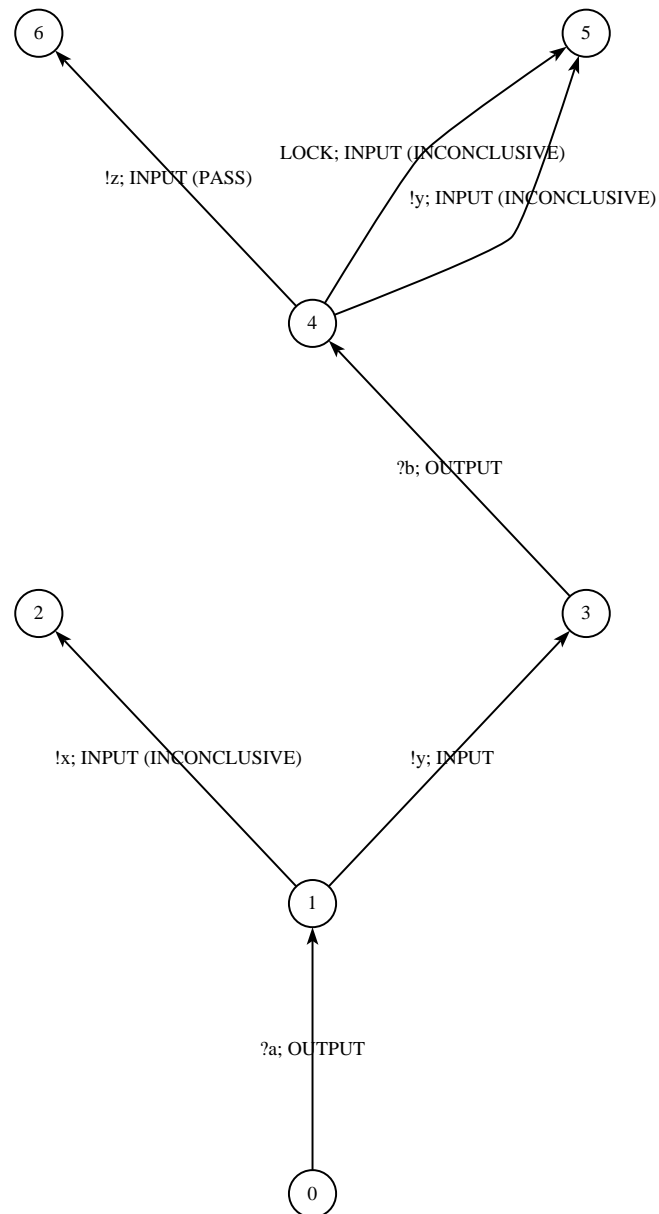 6
5
LOCK; INPUT (INCONCLUSIVE)
!z; INPUT (PASS)
!y; INPUT (INCONCLUSIVE)
4
?b; OUTPUT
2
3
!x; INPUT (INCONCLUSIVE)
!y; INPUT
1
?a; OUTPUT
0